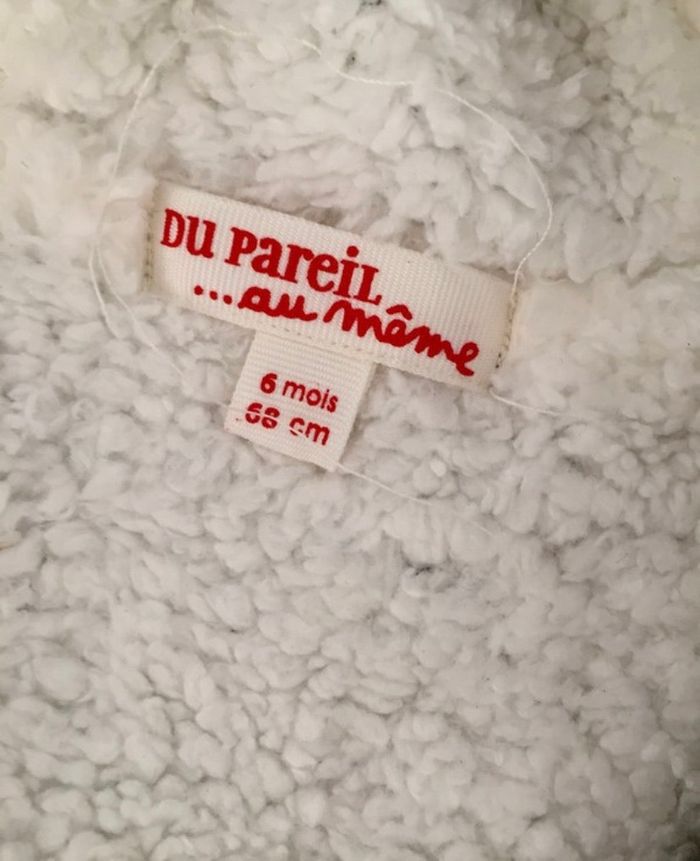 DU PAREIL
...au même
6 mois
68 cm